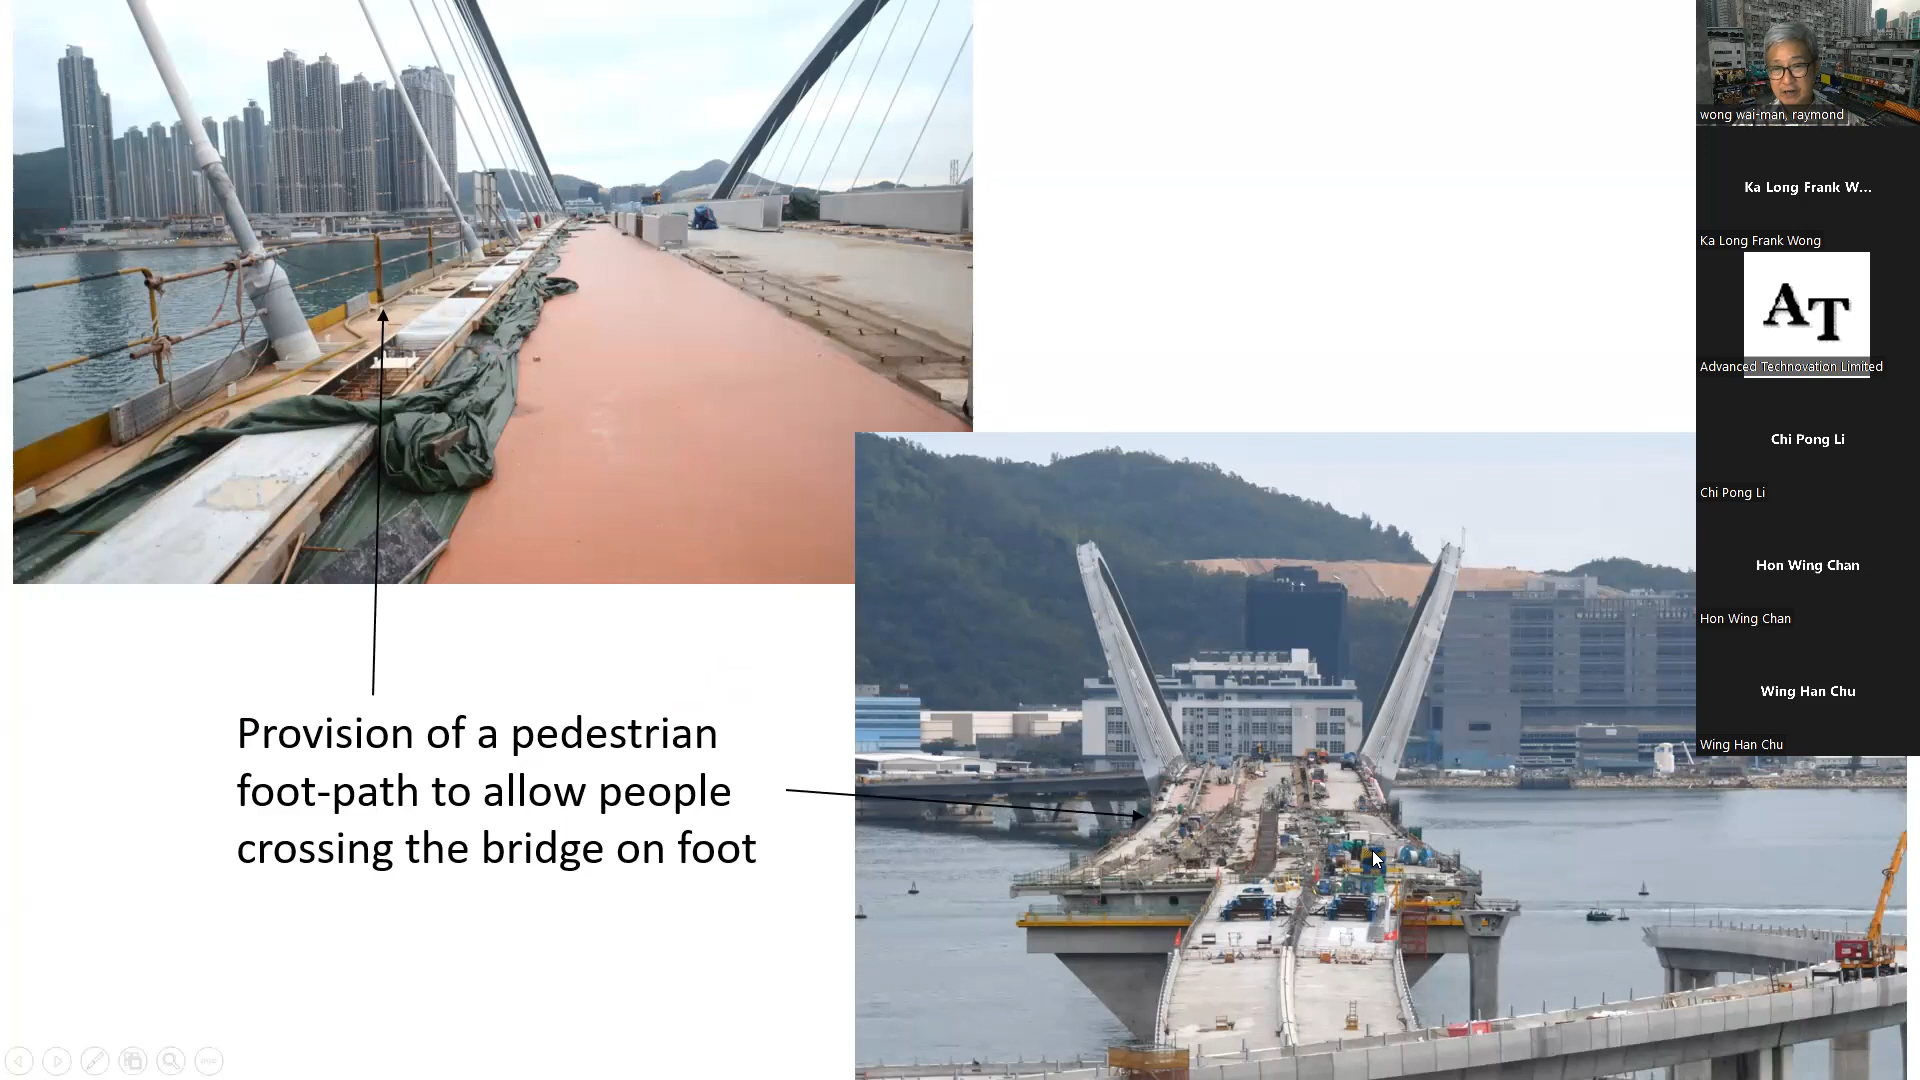 wong wai-man, raymond
Ka Long Frank W...
Ka Long Frank Wong
AT
Advanced Technovation Limited
Chi Pong Li
Chi Pong Li
Hon Wing Chan
Hon Wing Chan
Wing Han Chu
Wing Han Chu
Provision of a pedestrian
foot-path to allow people
crossing the bridge on foot